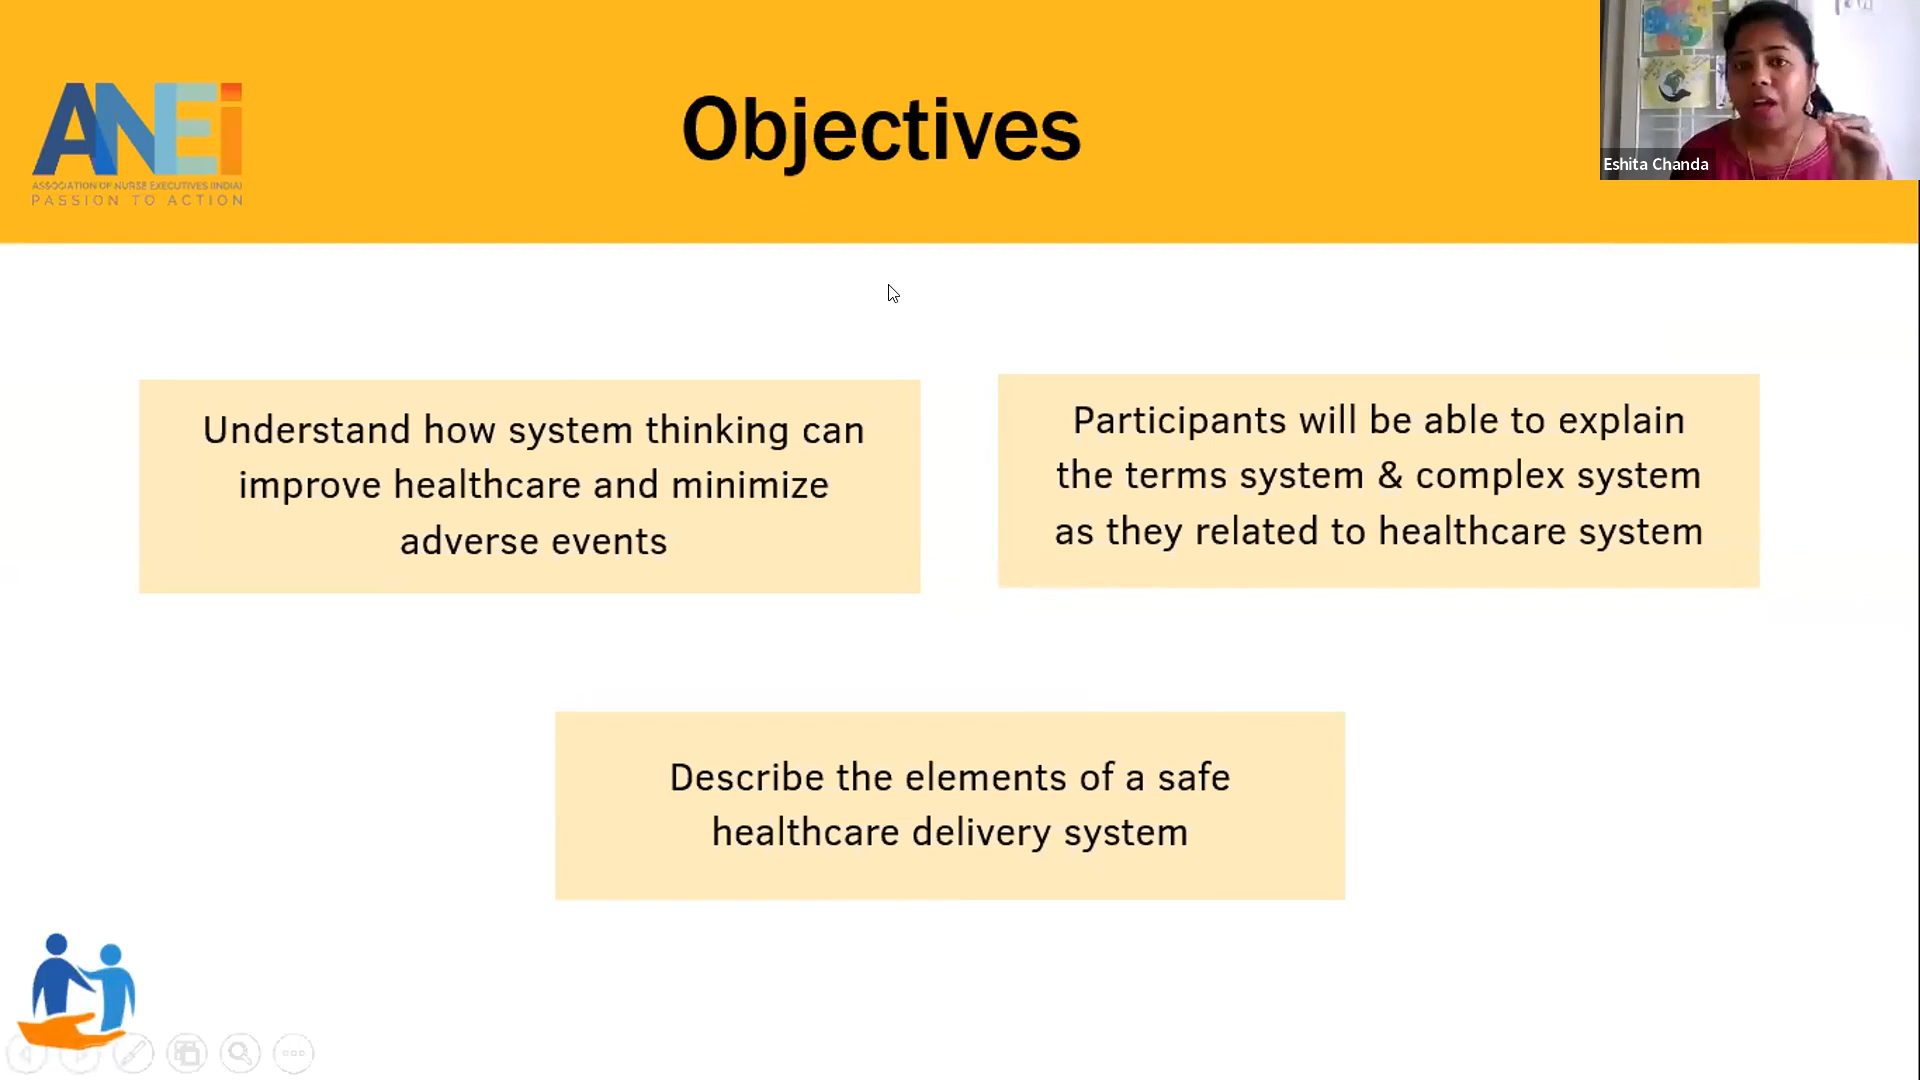 ANEi
ASSOCIATION OF NURSE EXECUTIVES (INDIA)
PASSION TO ACTION
Objectives
Eshita Chanda
Understand how system thinking can
improve healthcare and minimize
adverse events
Participants will be able to explain
the terms system & complex system
as they related to healthcare system
Describe the elements of a safe
healthcare delivery system